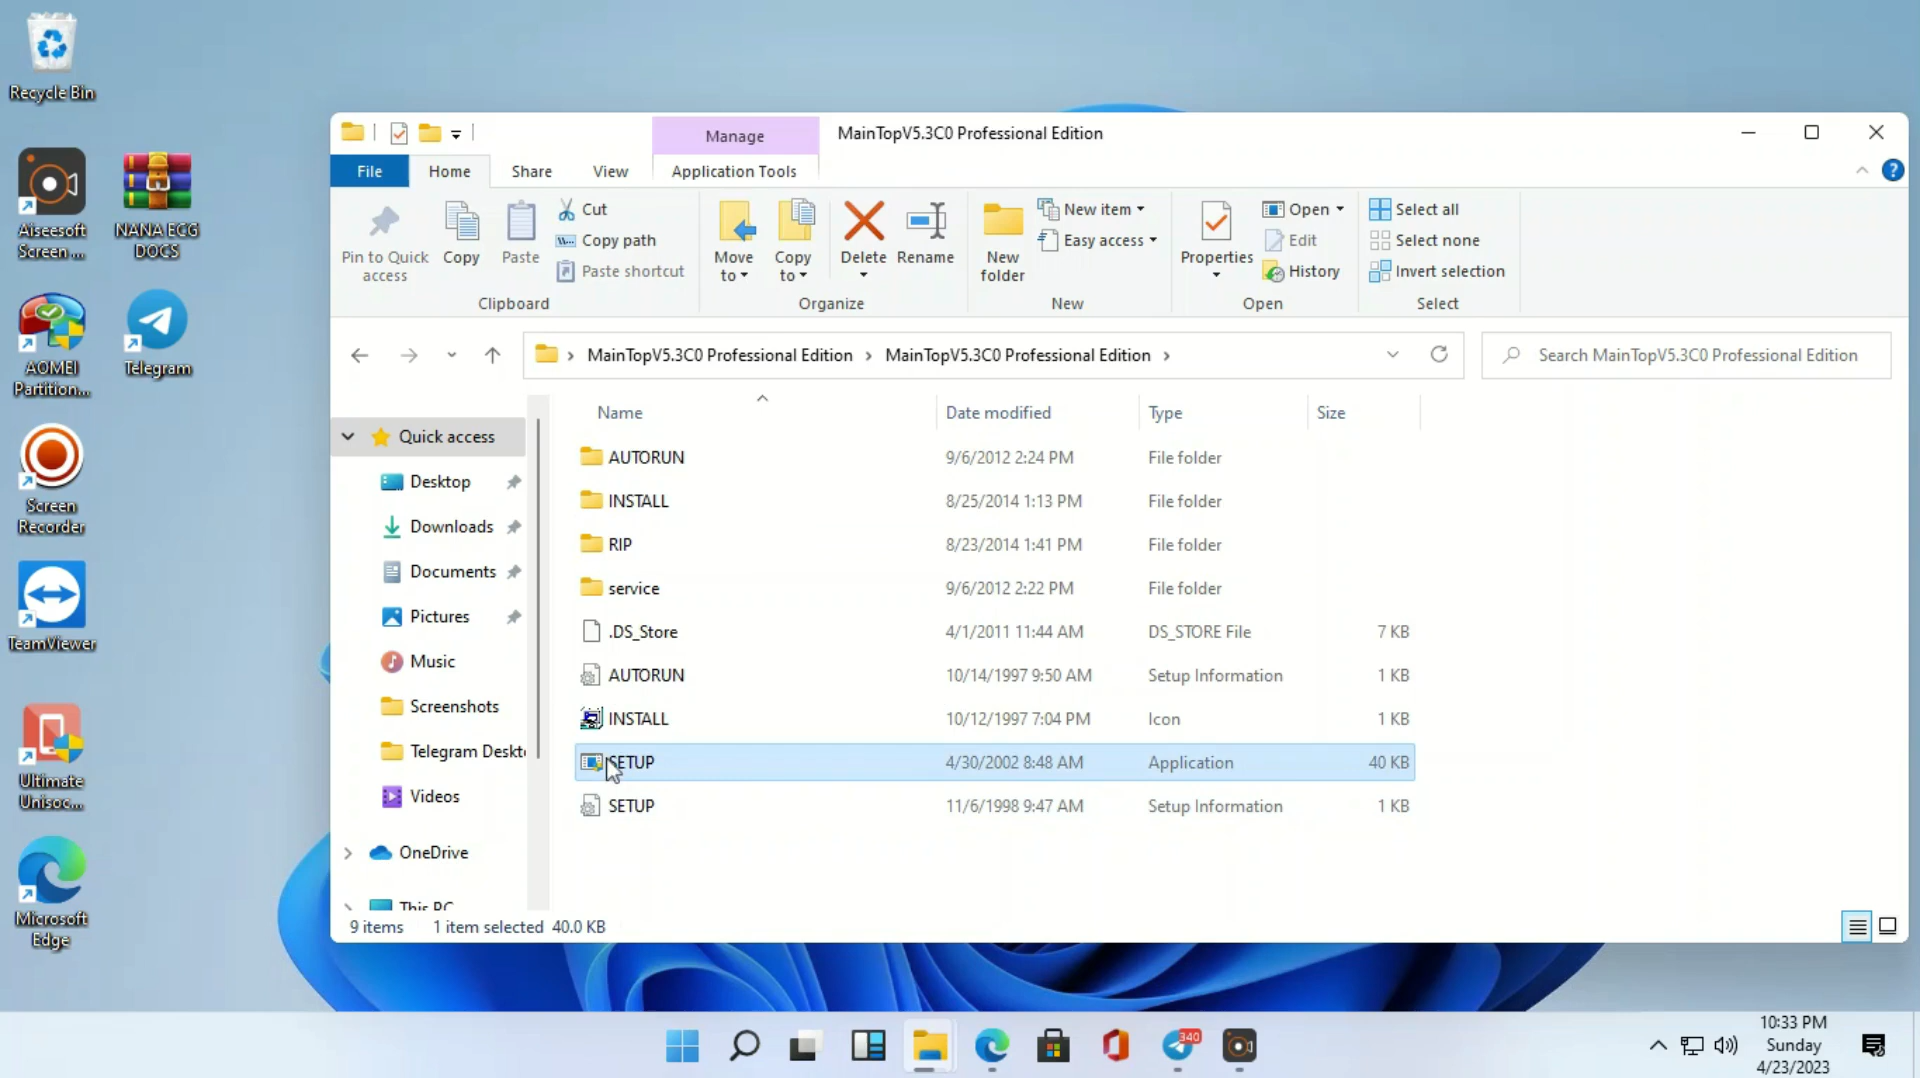 Recycle Bin
Aiseesoft
Screen ...
NANA ECG
DOCS
AOMEI
Partition...
Telegram
Screen
Recorder
TeamViewer
Ultimate
Unisoc...
Microsoft
Edge
Manage
MainTopV5.3C0 Professional Edition
File
Home
Share
View
Application Tools
Pin to Quick
access
Copy
Paste
Cut
Copy path
Paste shortcut
Clipboard
Move
to
Copy
to
Delete
Rename
Organize
New
folder
New item
Easy access
New
Properties
Open
Edit
History
Open
Select all
Select none
Invert selection
Select
MainTopV5.3C0 Professional Edition
MainTopV5.3C0 Professional Edition
Search MainTopV5.3C0 Professional Edition
Quick access
Desktop
Downloads
Documents
Pictures
Music
Screenshots
Telegram Deskt
Videos
OneDrive
This PC
Name Date modified Type Size
AUTORUN 9/6/2012 2:24 PM File folder
INSTALL 8/25/2014 1:13 PM File folder
RIP 8/23/2014 1:41 PM File folder
service 9/6/2012 2:22 PM File folder
.DS_Store 4/1/2011 11:44 AM DS_STORE File 7 KB
AUTORUN 10/14/1997 9:50 AM Setup Information 1 KB
INSTALL 10/12/1997 7:04 PM Icon 1 KB
SETUP 4/30/2002 8:48 AM Application 40 KB
SETUP 11/6/1998 9:47 AM Setup Information 1 KB
9 items 1 item selected 40.0 KB
340
10:33 PM
Sunday
4/23/2023